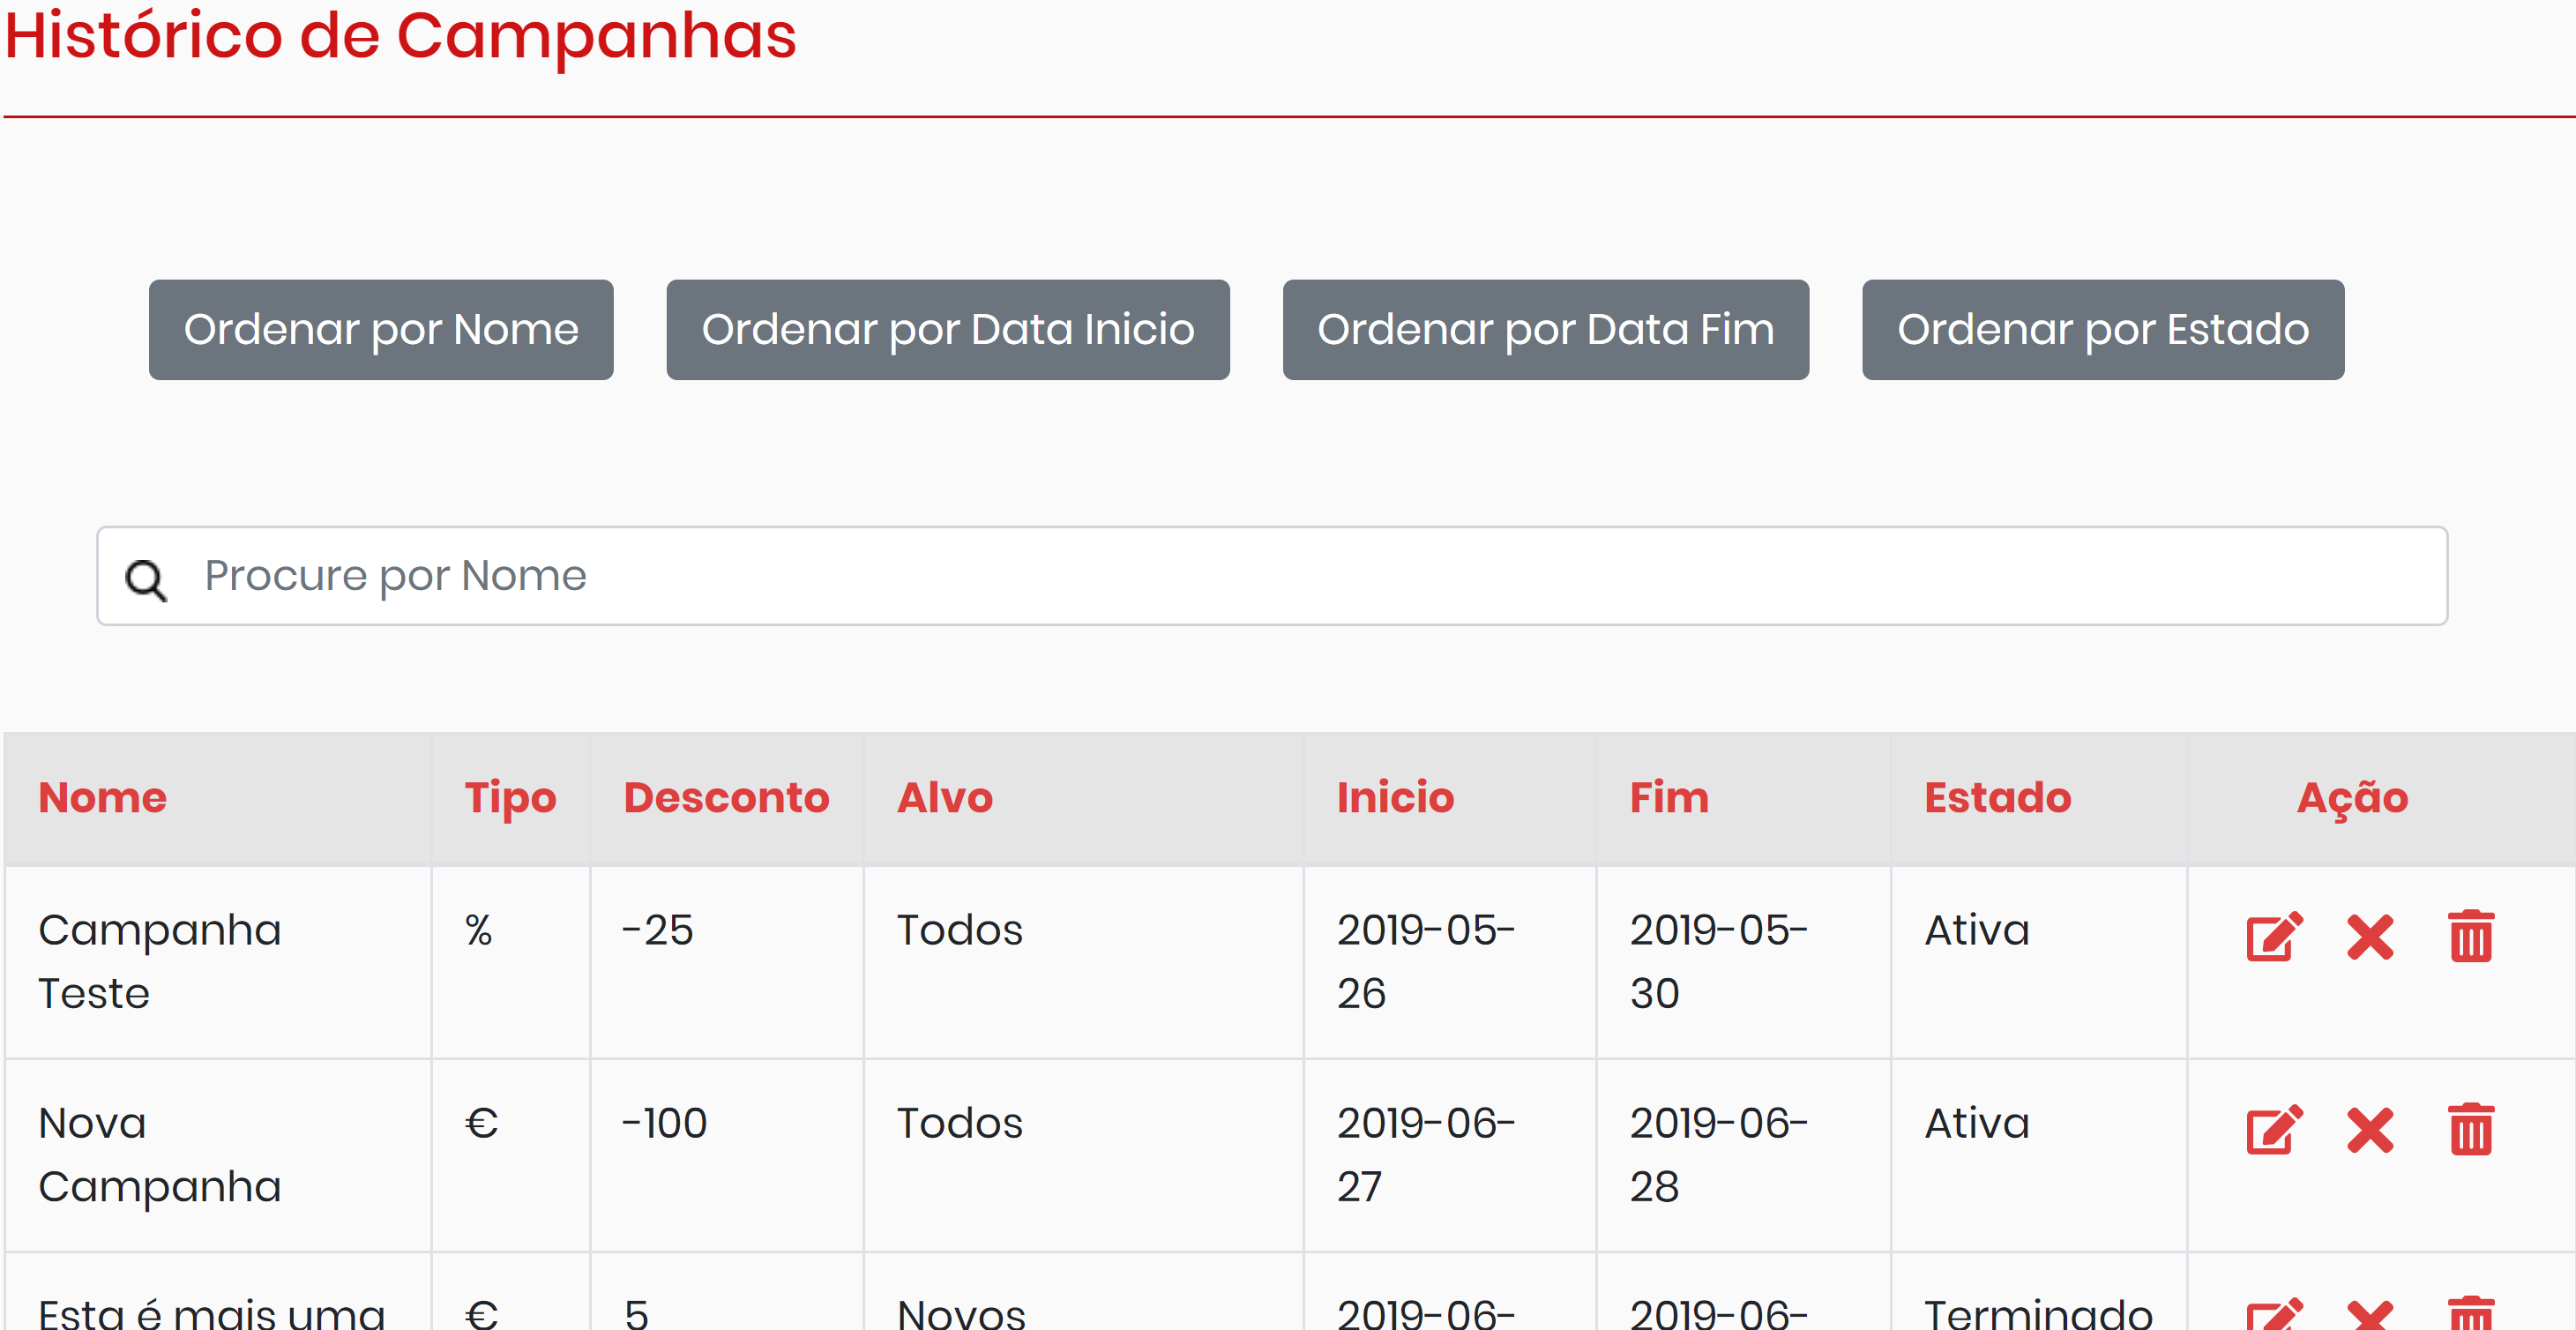 Histórico de Campanhas
Ordenar por Nome
Ordenar por Data Inicio
Ordenar por Data Fim
Ordenar por Estado
Procure por Nome
Nome Tipo Desconto Alvo Inicio Fim Estado Ação
Campanha % -25 Todos 2019-05- 2019-05- Ativa
Teste 26 30
Nova € -100 Todos 2019-06- 2019-06- Ativa
Campanha 27 28
Esta é mais uma € 5 Novos 2019-06- 2019-06- Terminado